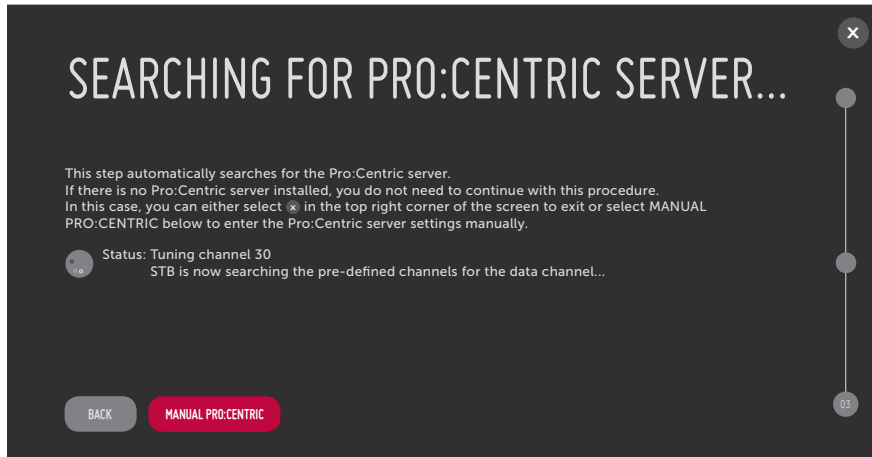 SEARCHING FOR PRO:CENTRIC SERVER...
This step automatically searches for the Pro:Centric server.
If there is no Pro:Centric server installed, you do not need to continue with this procedure.
In this case, you can either select x in the top right corner of the screen to exit or select MANUAL
PRO:CENTRIC below to enter the Pro:Centric server settings manually.
Status: Tuning channel 30
STB is now searching the pre-defined channels for the data channel...
BACK
MANUAL PRO:CENTRIC
03